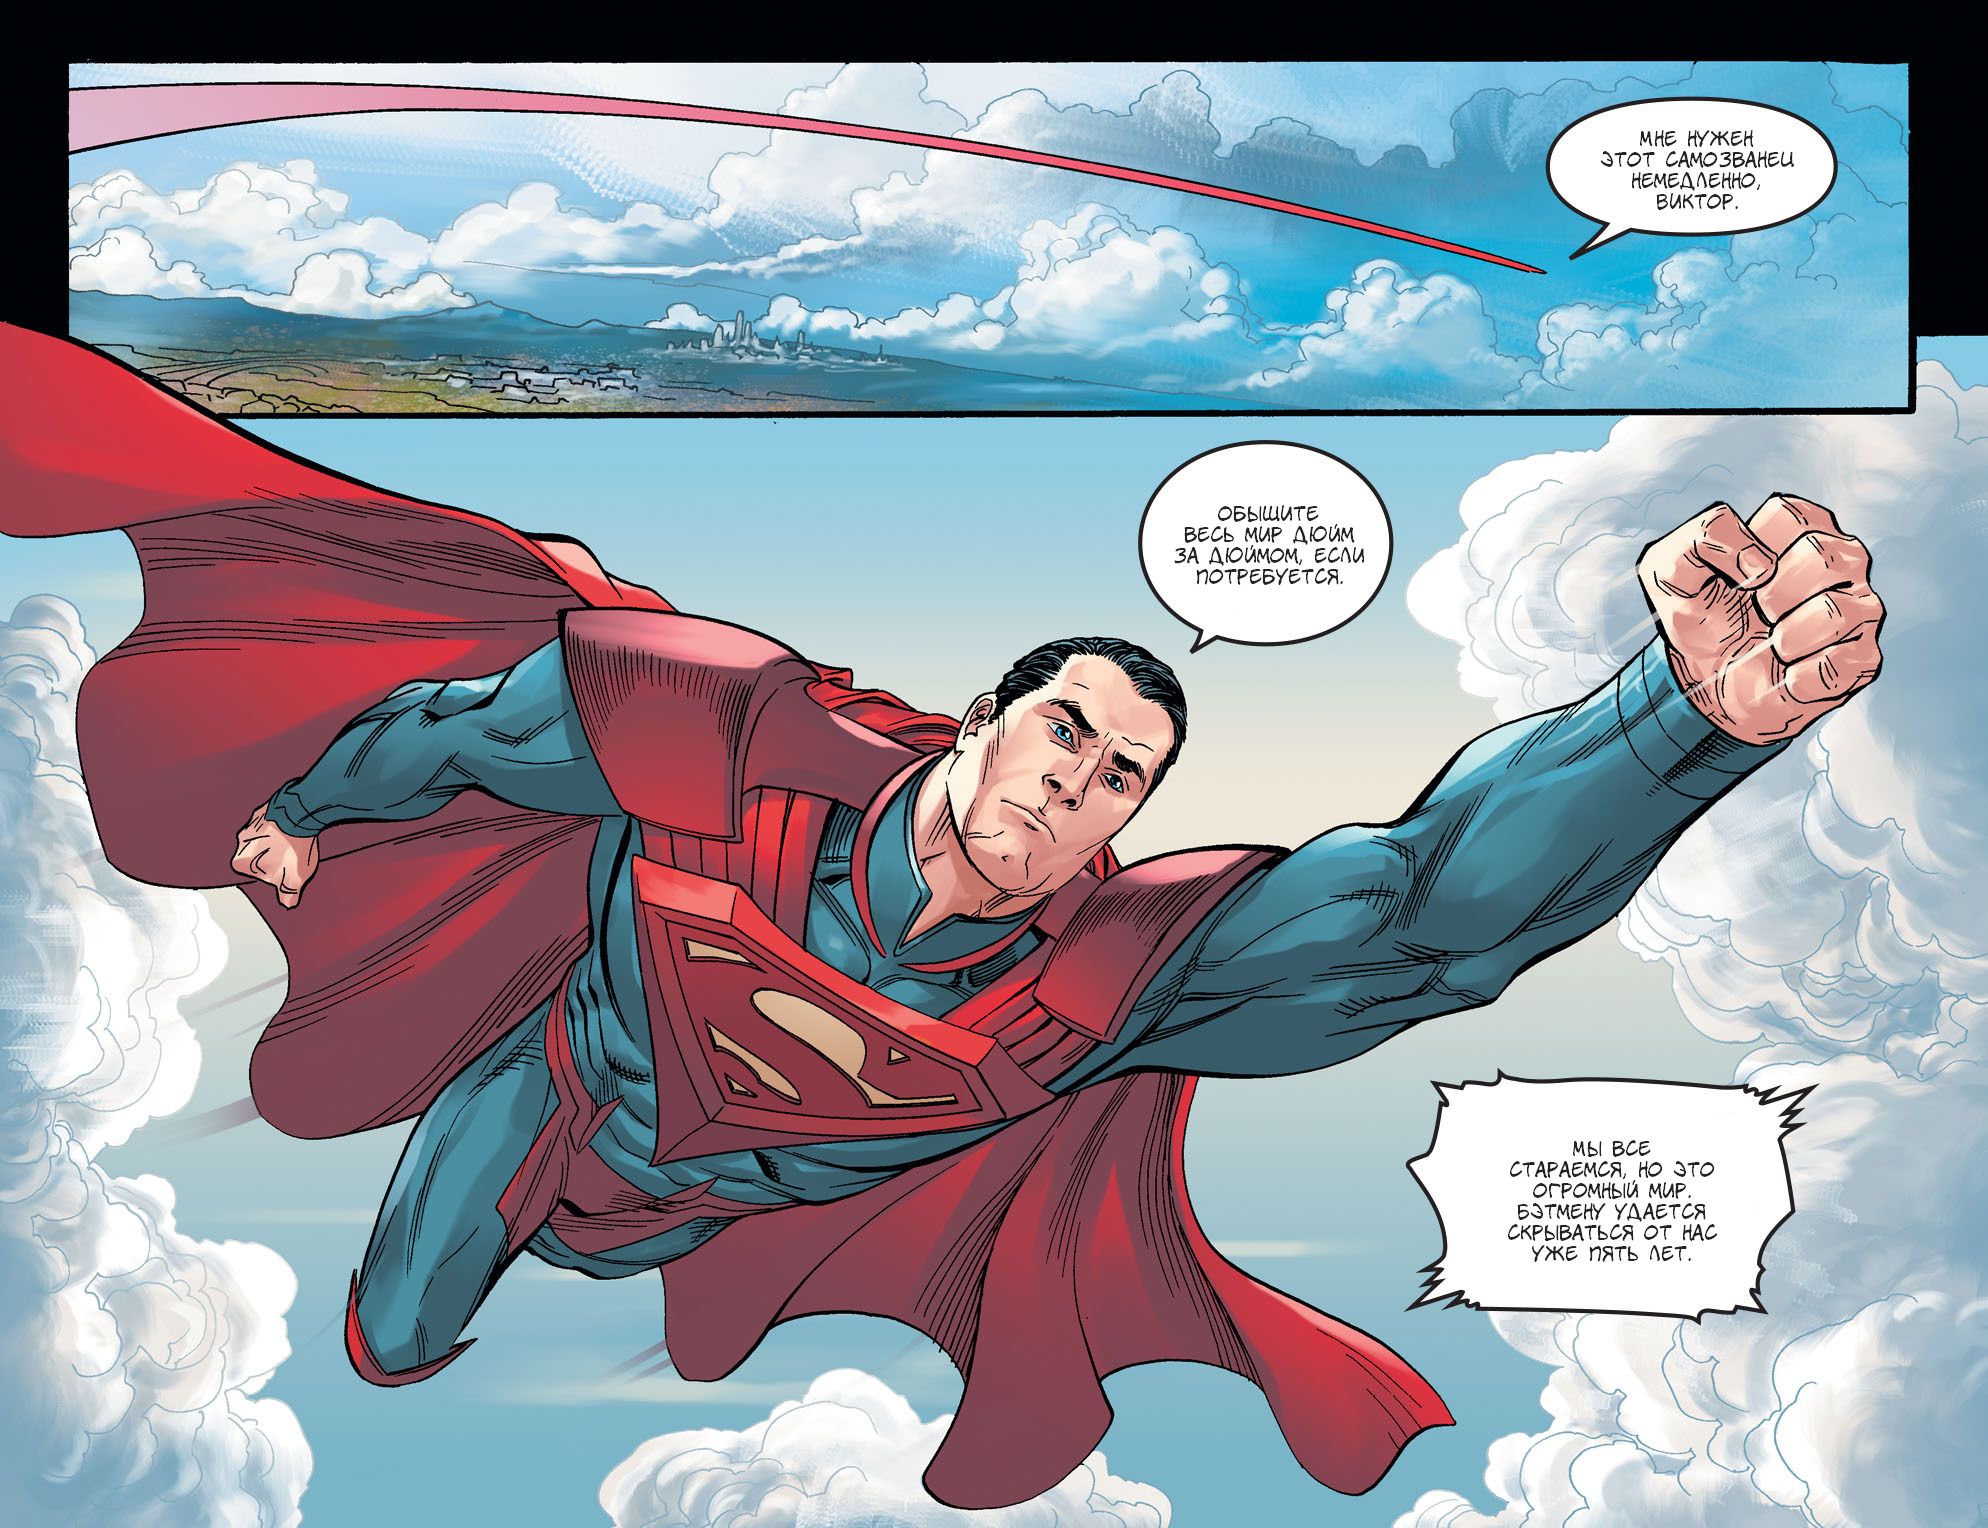 МНЕ НУЖЕН
ЭТОТ САМОЗВАНЕЦ
НЕМЕДЛЕННО,
ВИКТОР.
ОБЫЩИТЕ
ВЕСЬ МИР ДЮЙМ
ЗА ДЮЙМОМ, ЕСЛИ
ПОТРЕБУЕТСЯ.
МЫ ВСЕ
СТАРАЕМСЯ, НО ЭТО
ОГРОМНЫЙ МИР.
БЭТМЕНУ УДАЕТСЯ
СКРЫВАТЬСЯ ОТ НАС
УЖЕ ПЯТЬ ЛЕТ.
S